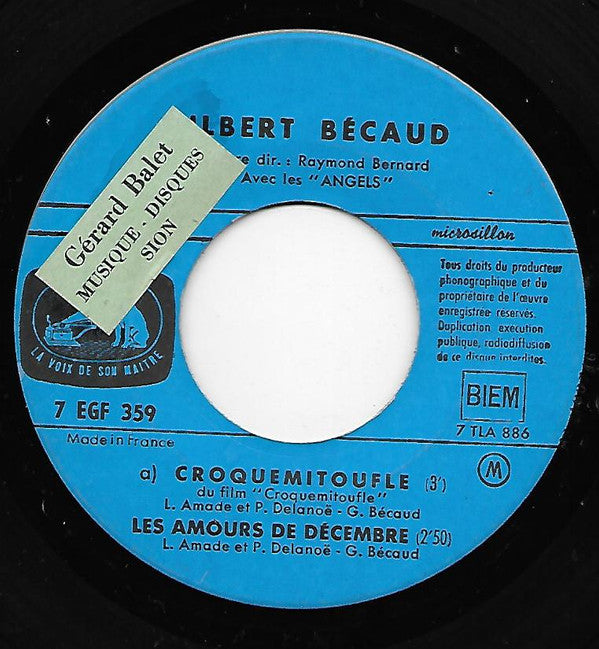 ILBERT BÉCAUD
re dir. : Raymond Bernard
Avec les "ANGELS"
Gérard Balet
MUSIQUE - DISQUES
SION
microsillon
Tous droits du producteur
phonographique et du
propriétaire de l'œuvre
enregistrée réservés.
Duplication exécution
publique, radiodiffusion
de ce disque interdites.
LA VOIX DE SON MAITRE
BIEM
7 EGF 359
7 TLA 886
Made in France
M
a) CROQUEMITOUFLE (3')
du film "Croquemitoufle"
L. Amade et P. Delanoë - G. Bécaud
LES AMOURS DE DÉCEMBRE (2'50)
L. Amade et P. Delanoë - G. Bécaud